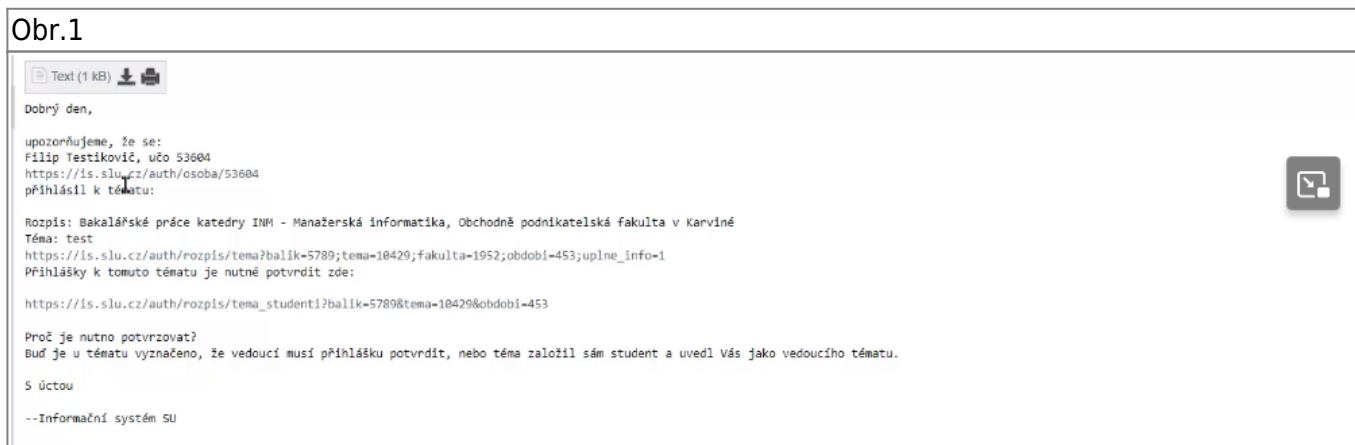 Obr.1
Text (1 kB)
Dobrý den,
upozorňujeme, že se:
Filip Testikovič, učo 53604
https://is.slu.cz/auth/osoba/53604
přihlásil k tématu:
Rozpis: Bakalářské práce katedry INM - Manažerská informatika, Obchodně podnikatelská fakulta v Karviné
Téma: test
https://is.slu.cz/auth/rozpis/tema?balik=5789;tema=10429;fakulta=1952;obdobi=453;uplne_info=1
Přihlášky k tomuto tématu je nutné potvrdit zde:
https://is.slu.cz/auth/rozpis/tema_studenti?balik=5789&tema=10429&obdobi=453
Proč je nutno potvrzovat?
Buď je u tématu vyznačeno, že vedoucí musí přihlášku potvrdit, nebo téma založil sám student a uvedl Vás jako vedoucího tématu.
S úctou
--Informační systém SU